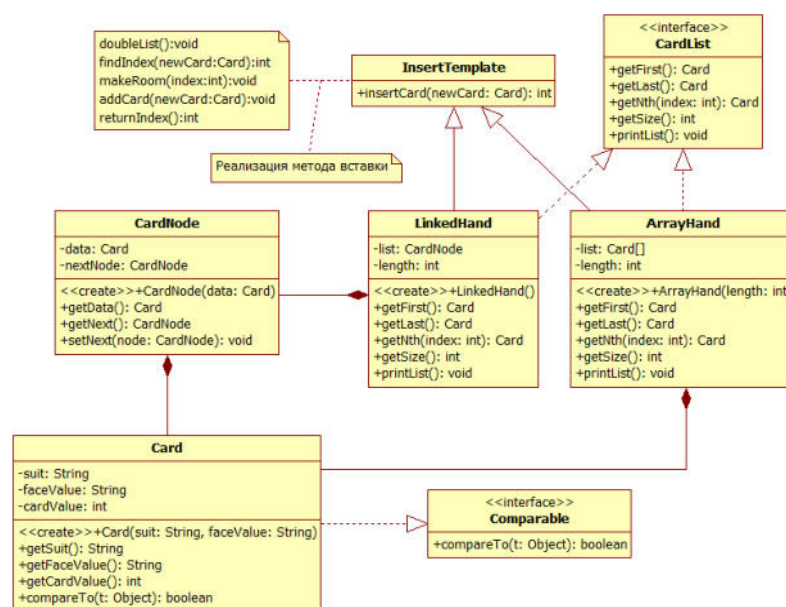 doubleList():void
findIndex(newCard:Card):int
makeRoom(index:int):void
addCard(newCard:Card):void
returnIndex():int
InsertTemplate
+insertCard(newCard: Card): int
<<interface>>
CardList
+getFirst(): Card
+getLast(): Card
+getNth(index: int): Card
+getSize(): int
+printList(): void
Реализация метода вставки
CardNode
-data: Card
-nextNode: CardNode
<<create>>+CardNode(data: Card)
+getData(): Card
+getNext(): CardNode
+setNext(node: CardNode): void
LinkedHand
-list: CardNode
-length: int
<<create>>+LinkedHand()
+getFirst(): Card
+getLast(): Card
+getNth(index: int): Card
+getSize(): int
+printList(): void
ArrayHand
-list: Card[]
-length: int
<<create>>+ArrayHand(length: int
+getFirst(): Card
+getLast(): Card
+getNth(index: int): Card
+getSize(): int
+printList(): void
Card
-suit: String
-faceValue: String
-cardValue: int
<<create>>+Card(suit: String, faceValue: String)
+getSuit(): String
+getFaceValue(): String
+getCardValue(): int
+compareTo(t: Object): boolean
<<interface>>
Comparable
+compareTo(t: Object): boolean